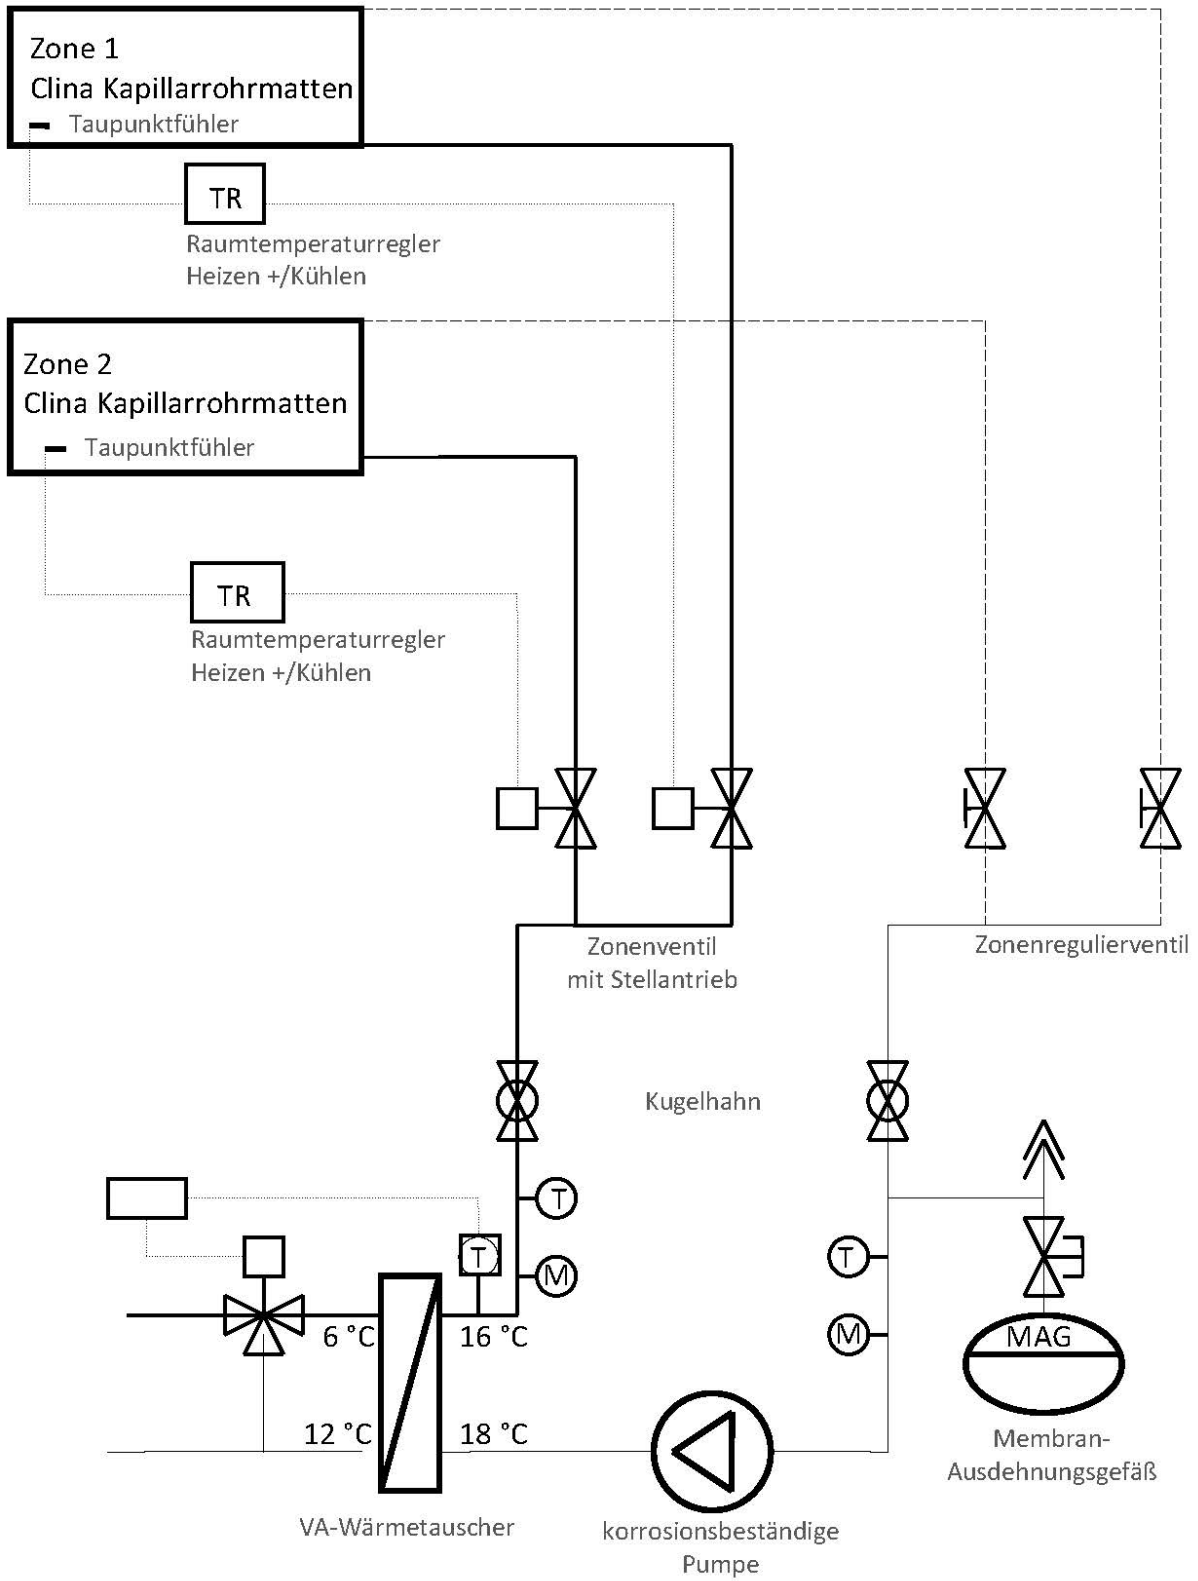 Zone 1
Clina Kapillarrohrmatten
Taupunktfühler
TR
Raumtemperaturregler
Heizen +/Kühlen
Zone 2
Clina Kapillarrohrmatten
Taupunktfühler
TR
Raumtemperaturregler
Heizen +/Kühlen
Zonenventil
mit Stellantrieb
Zonenregulierventil
Kugelhahn
T
T
T
M
M
6 °C
16 °C
MAG
12 °C
18 °C
Membran-
Ausdehnungsgefäß
VA-Wärmetauscher
korrosionsbeständige
Pumpe